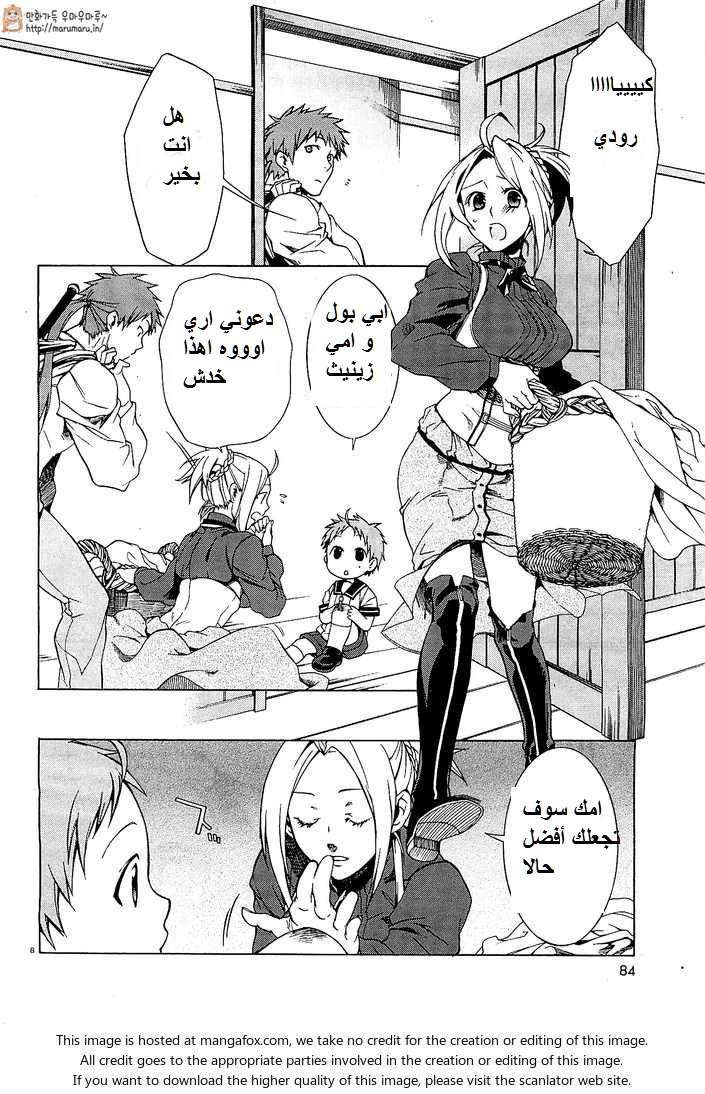 만화가득 우마우마루~
http://marumaru.in/
كييييااااا
رودي
هل
انت
بخير
ابي بول
و امي
زينيث
دعوني اري
اوووه اهذا
خدش
امك سوف
تجعلك أفضل
حالا
8
84
This image is hosted at mangafox.com, we take no credit for the creation or editing of this image.
All credit goes to the appropriate parties involved in the creation or editing of this image.
If you want to download the higher quality of this image, please visit the scanlator web site.